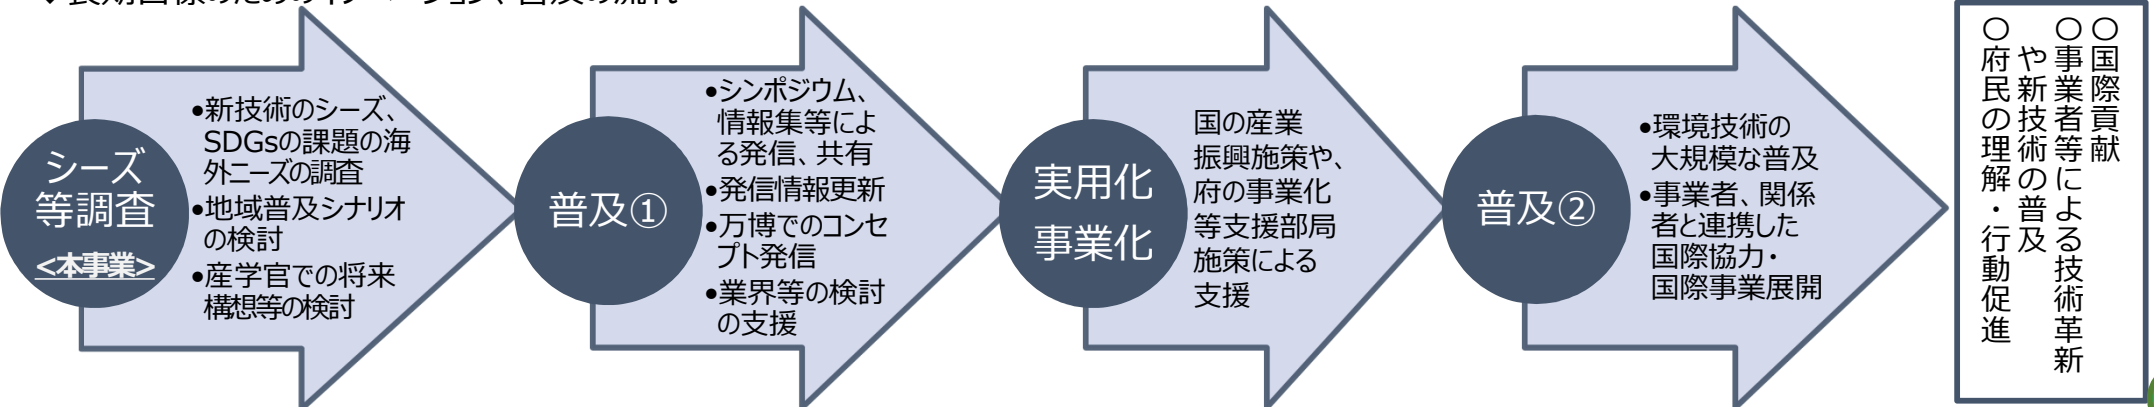 シーズ
等調査
<本事業>
•新技術のシーズ、
SDGsの課題の海
外ニーズの調査
•地域普及シナリオ
の検討
•産学官での将来
構想等の検討
普及①
•シンポジウム、
情報集等によ
る発信、共有
•発信情報更新
•万博でのコンセ
プト発信
•業界等の検討
の支援
実用化
事業化
国の産業
振興施策や、
府の事業化
等支援部局
施策による
支援
普及②
•環境技術の
大規模な普及
•事業者、関係
者と連携した
国際協力・
国際事業展開
〇国際貢献
〇事業者等による技術革新
や新技術の普及
〇府民の理解・行動促進